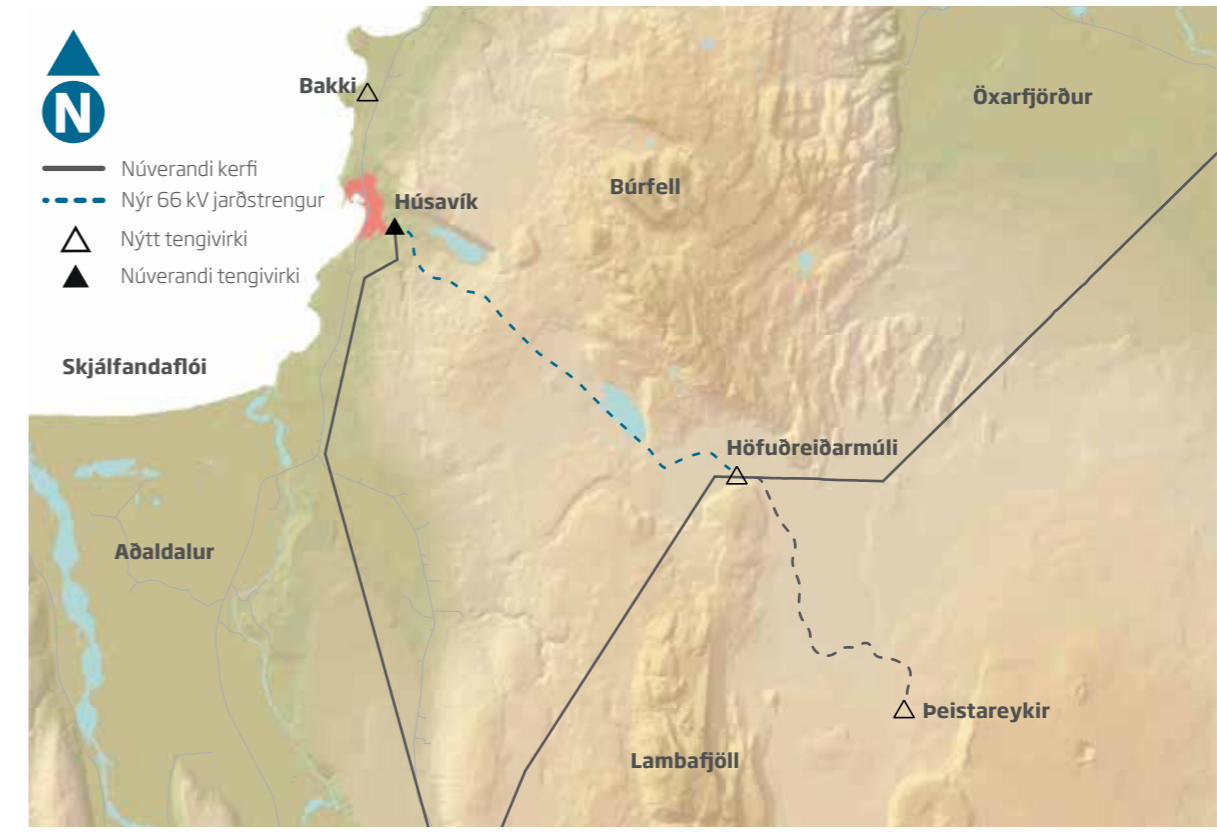 N
Núverandi kerfi
Nýr 66 kV jarðstrengur
Nýtt tengivirki
Núverandi tengivirki
Bakki
Öxarfjörður
Búrfell
Húsavík
Skjálfandaflói
Höfuðreiðarmúli
Aðaldalur
Þeistareykir
Lambafjöll